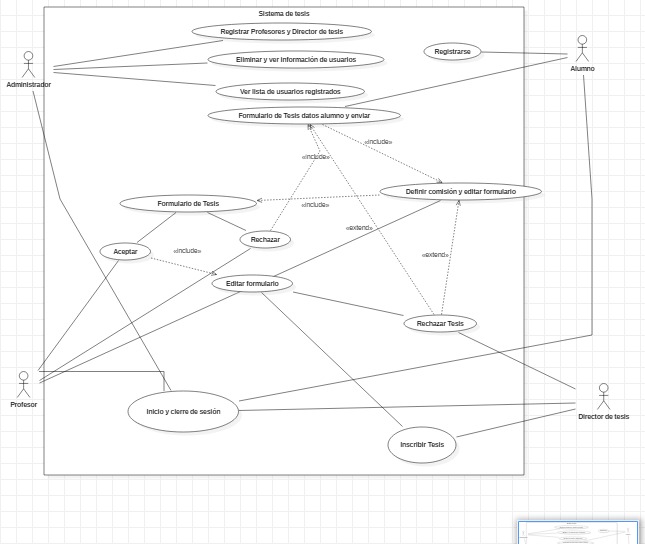 Sistema de tesis
Registrar Profesores y Director de tesis
Registrarse
Eliminar y ver información de usuarios
Alumno
Administrador
Ver lista de usuarios registrados
Formulario de Tesis datos alumno y enviar
«include»
«include»
Definir comisión y editar formulario
Formulario de Tesis
«include»
«extend»
Rechazar
Aceptar
«include»
«extend»
Editar formulario
Rechazar Tesis
Profesor
Inicio y cierre de sesión
Director de tesis
Inscribir Tesis